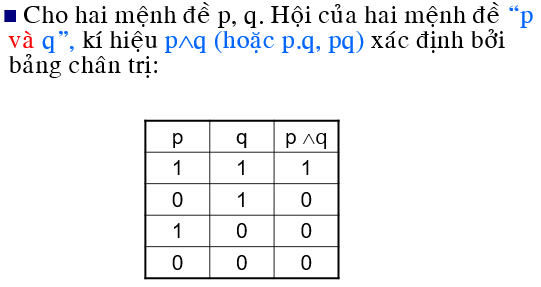 Cho hai mệnh đề p, q. Hội của hai mệnh đề “p
và q”, kí hiệu p∧q (hoặc p.q, pq) xác định bởi
bảng chân trị:
p q p ∧q
1 1 1
0 1 0
1 0 0
0 0 0